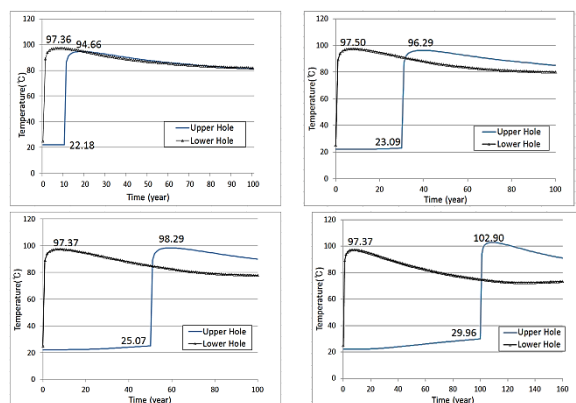 120
100
80
60
40
20
0
Temperature(℃)
97.36
94.66
22.18
Upper Hole
Lower Hole
0 10 20 30 40 50 60 70 80 90 100
Time (year)
120
100
80
60
40
20
0
Temperature(℃)
97.50
96.29
23.09
Upper Hole
Lower Hole
0 20 40 60 80 100
Time (year)
120
100
80
60
40
20
0
Temperature(℃)
97.37
98.29
25.07
Upper Hole
Lower Hole
0 20 40 60 80 100
Time (year)
120
100
80
60
40
20
0
Temperature(℃)
97.37
102.90
29.96
Upper Hole
Lower Hole
0 20 40 60 80 100 120 140 160
Time (year)